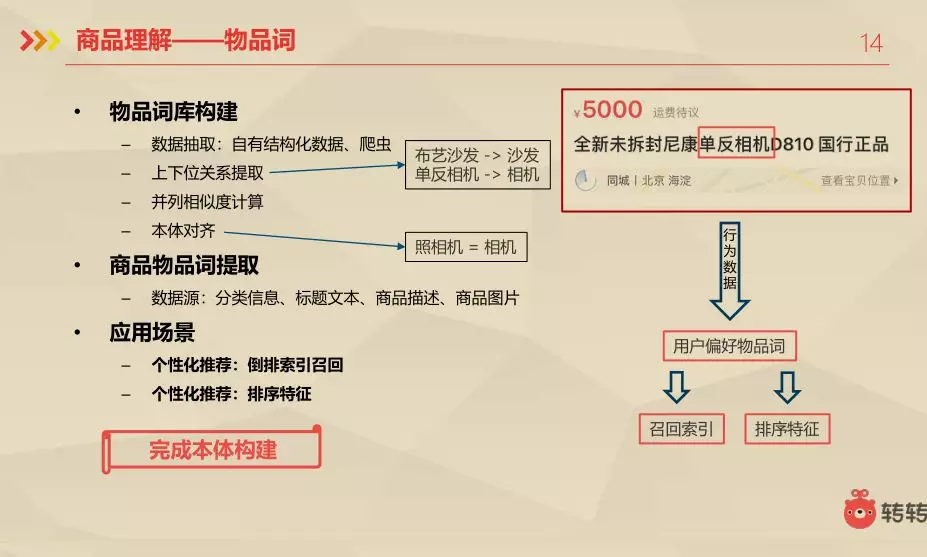 商品理解——物品词
14
• 物品词库构建
– 数据抽取：自有结构化数据、爬虫
– 上下位关系提取
– 并列相似度计算
– 本体对齐
布艺沙发 -> 沙发
单反相机 -> 相机
照相机 = 相机
• 商品物品词提取
– 数据源：分类信息、标题文本、商品描述、商品图片
• 应用场景
– 个性化推荐：倒排索引召回
– 个性化推荐：排序特征
完成本体构建
¥5000 运费待议
全新未拆封尼康单反相机D810 国行正品
同城 | 北京 海淀 查看宝贝位置
行为数据
用户偏好物品词
召回索引 排序特征
转转